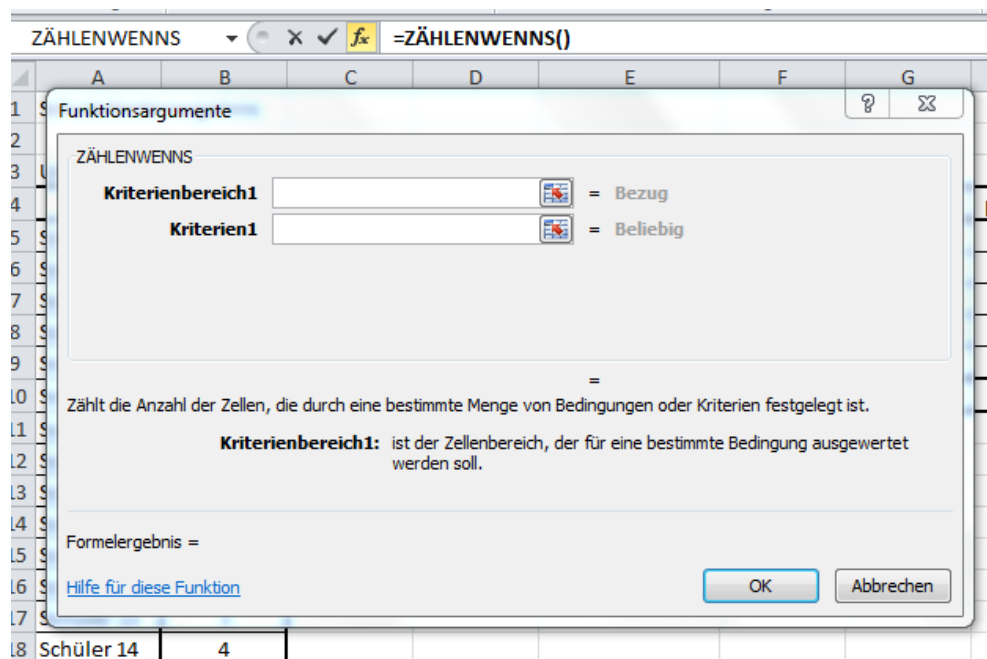 ZÄHLENWENNS fx =ZÄHLENWENNS()
A B C D E F G
1 S
Funktionsargumente
2
ZÄHLENWENNS
3
Kriterienbereich1 = Bezug
4
Kriterien1 = Beliebig
5 S
6 S
7 S
8 S
9 S
=
10 S
Zählt die Anzahl der Zellen, die durch eine bestimmte Menge von Bedingungen oder Kriterien festgelegt ist.
11 S
Kriterienbereich1: ist der Zellenbereich, der für eine bestimmte Bedingung ausgewertet
12 S
werden soll.
13 S
14 S
Formelergebnis =
15 S
16 S
Hilfe für diese Funktion OK Abbrechen
17 S
18 Schüler 14 4